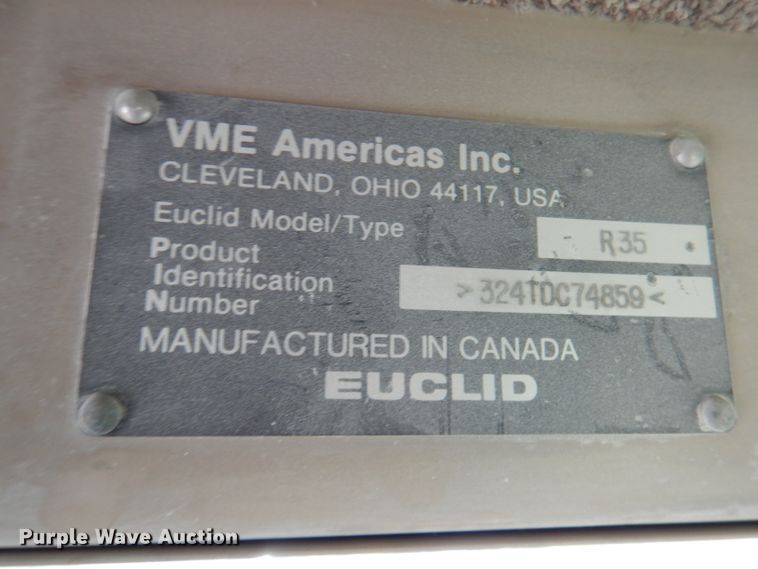 VME Americas Inc.
CLEVELAND, OHIO 44117, USA
Euclid Model/Type R35
Product
Identification >324TDC74859<
Number
MANUFACTURED IN CANADA
EUCLID
Purple Wave Auction